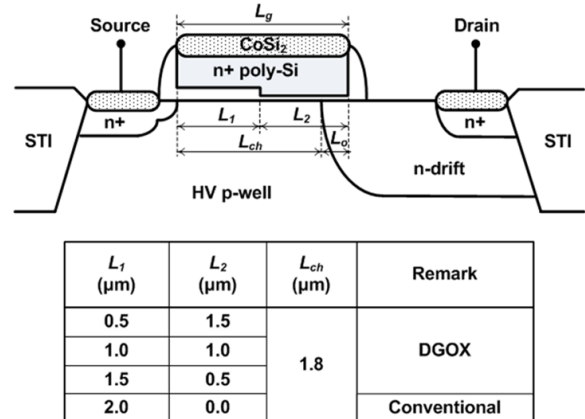 Source
L_g
Drain
CoSi₂
n+ poly-Si
n+
L₁
L₂
n+
STI
L_ch
L_o
STI
n-drift
HV p-well
L₁ (μm) L₂ (μm) L_ch (μm) Remark
0.5 1.5
1.0 1.0 1.8 DGOX
1.5 0.5
2.0 0.0 Conventional